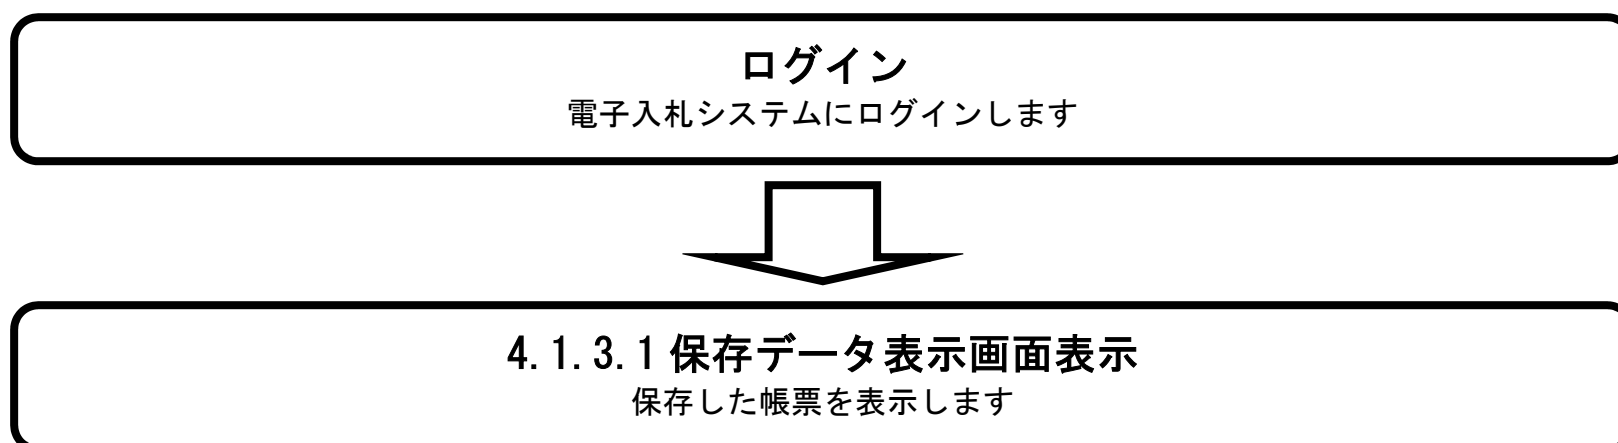 ログイン
電子入札システムにログインします
4.1.3.1保存データ表示画面表示
保存した帳票を表示します